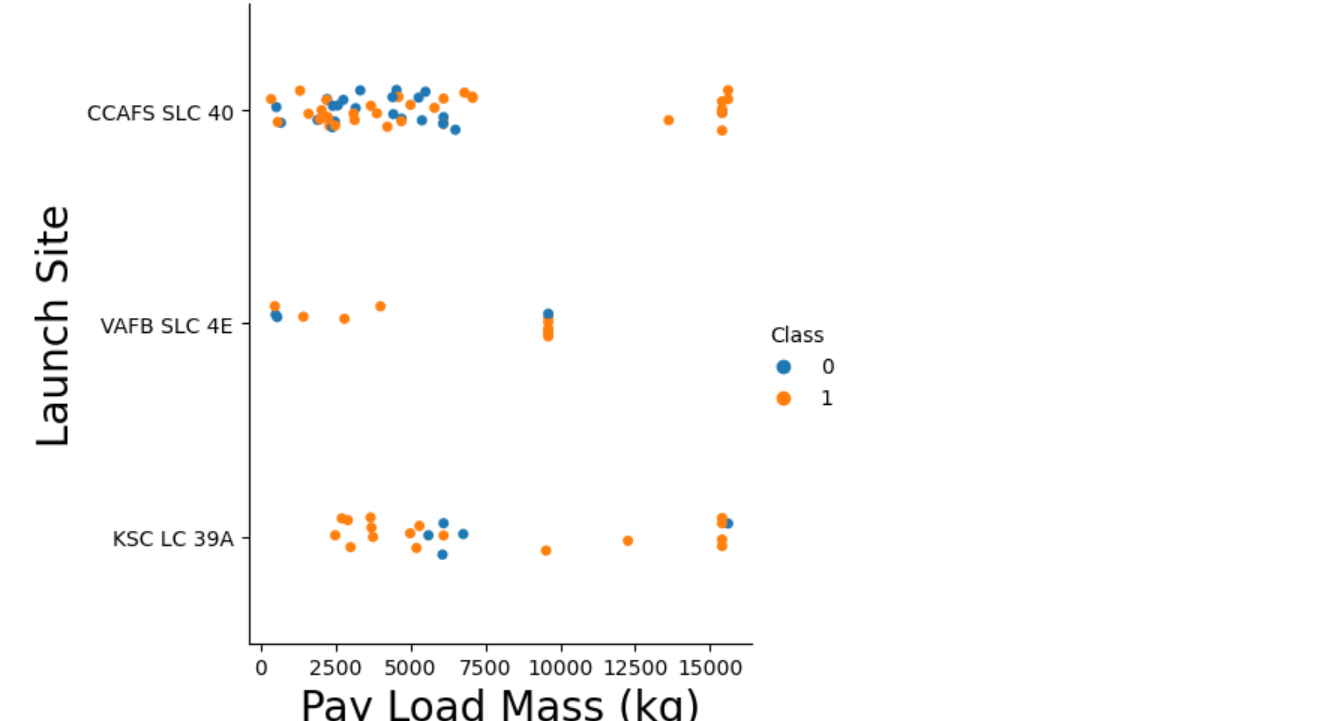 Launch Site
CCAFS SLC 40
VAFB SLC 4E
KSC LC 39A
0 2500 5000 7500 10000 12500 15000
Pay Load Mass (kg)
Class
0
1